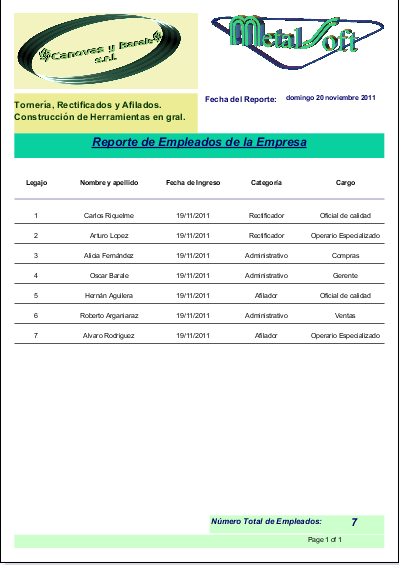 Canovas y Barale
s.r.l.
MetalSoft
Tornería, Rectificados y Afilados.
Construcción de Herramientas en gral.
Fecha del Reporte: domingo 20 noviembre 2011
Reporte de Empleados de la Empresa
Legajo Nombre y apellido Fecha de Ingreso Categoría Cargo
1 Carlos Riquelme 19/11/2011 Rectificador Oficial de calidad
2 Arturo Lopez 19/11/2011 Rectificador Operario Especializado
3 Alicia Fernández 19/11/2011 Administrativo Compras
4 Oscar Barale 19/11/2011 Administrativo Gerente
5 Hernán Aguilera 19/11/2011 Afilador Oficial de calidad
6 Roberto Arganiaraz 19/11/2011 Administrativo Ventas
7 Alvaro Rodriguez 19/11/2011 Afilador Operario Especializado
Número Total de Empleados: 7
Page 1 of 1